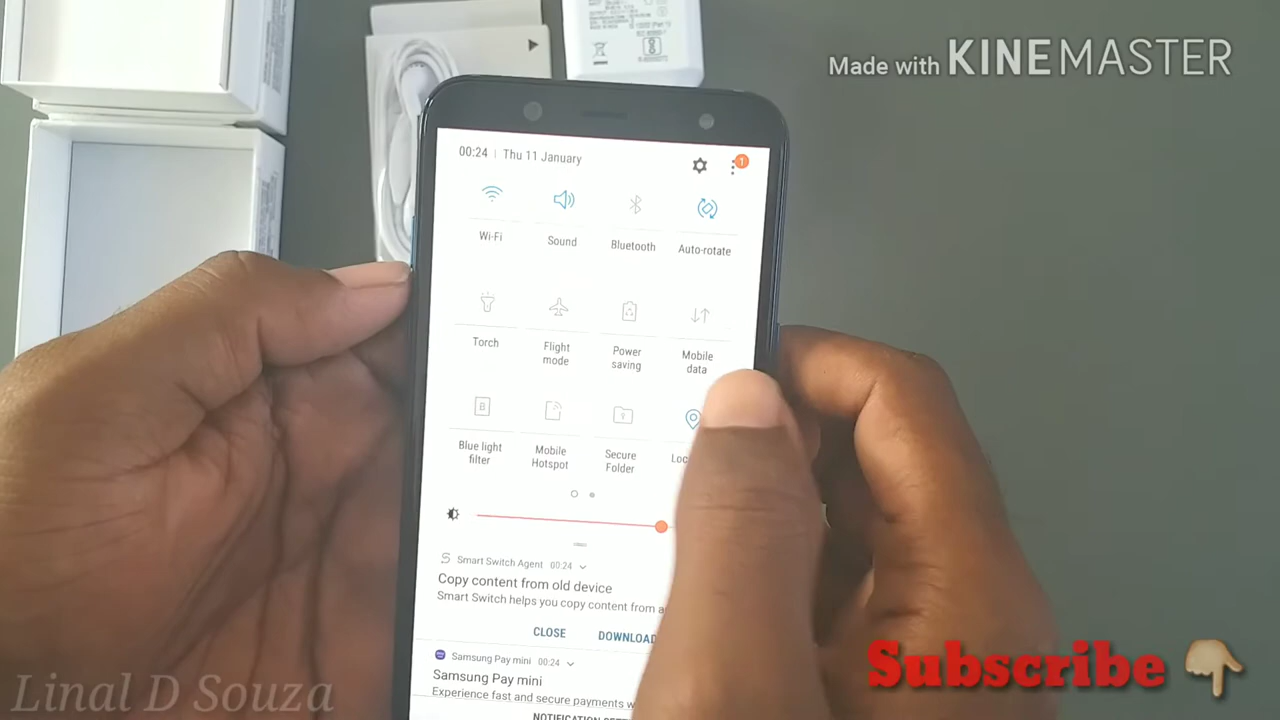 Made with KINEMASTER
00:24 | Thu 11 January
1
Wi-Fi
Sound
Bluetooth
Auto-rotate
Torch
Flight
mode
Power
saving
Mobile
data
B
Blue light
filter
Mobile
Hotspot
Secure
Folder
Loc
Smart Switch Agent 00:24
Copy content from old device
Smart Switch helps you copy content from a
CLOSE
DOWNLOAD
Samsung Pay mini 00:24
Samsung Pay mini
Experience fast and secure payments w
Subscribe
Linal D Souza